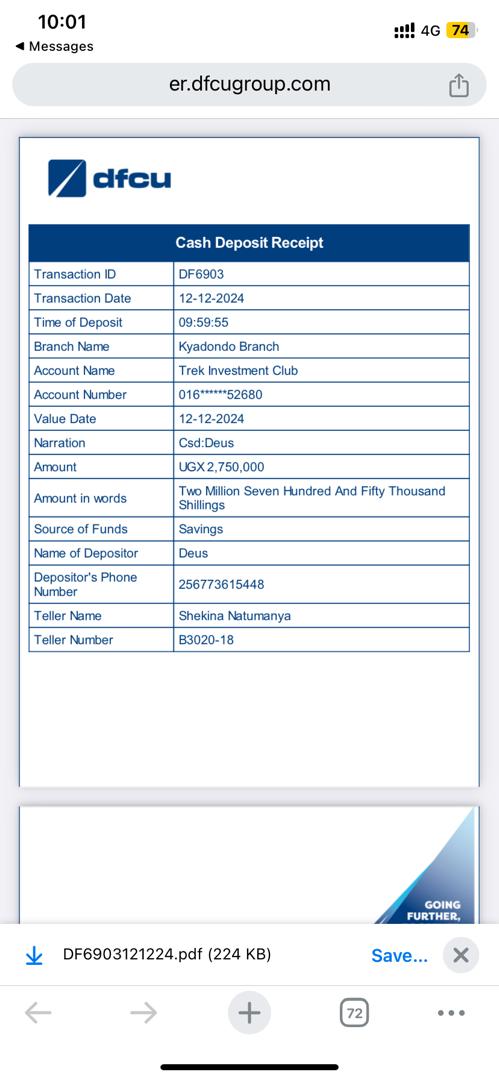 10:01
4G 74
◀ Messages
er.dfcugroup.com
dfcu
Cash Deposit Receipt
Transaction ID DF6903
Transaction Date 12-12-2024
Time of Deposit 09:59:55
Branch Name Kyadondo Branch
Account Name Trek Investment Club
Account Number 016******52680
Value Date 12-12-2024
Narration Csd:Deus
Amount UGX 2,750,000
Amount in words Two Million Seven Hundred And Fifty Thousand
Shillings
Source of Funds Savings
Name of Depositor Deus
Depositor's Phone
Number 256773615448
Teller Name Shekina Natumanya
Teller Number B3020-18
GOING
FURTHER,
DF6903121224.pdf (224 KB) Save...
72